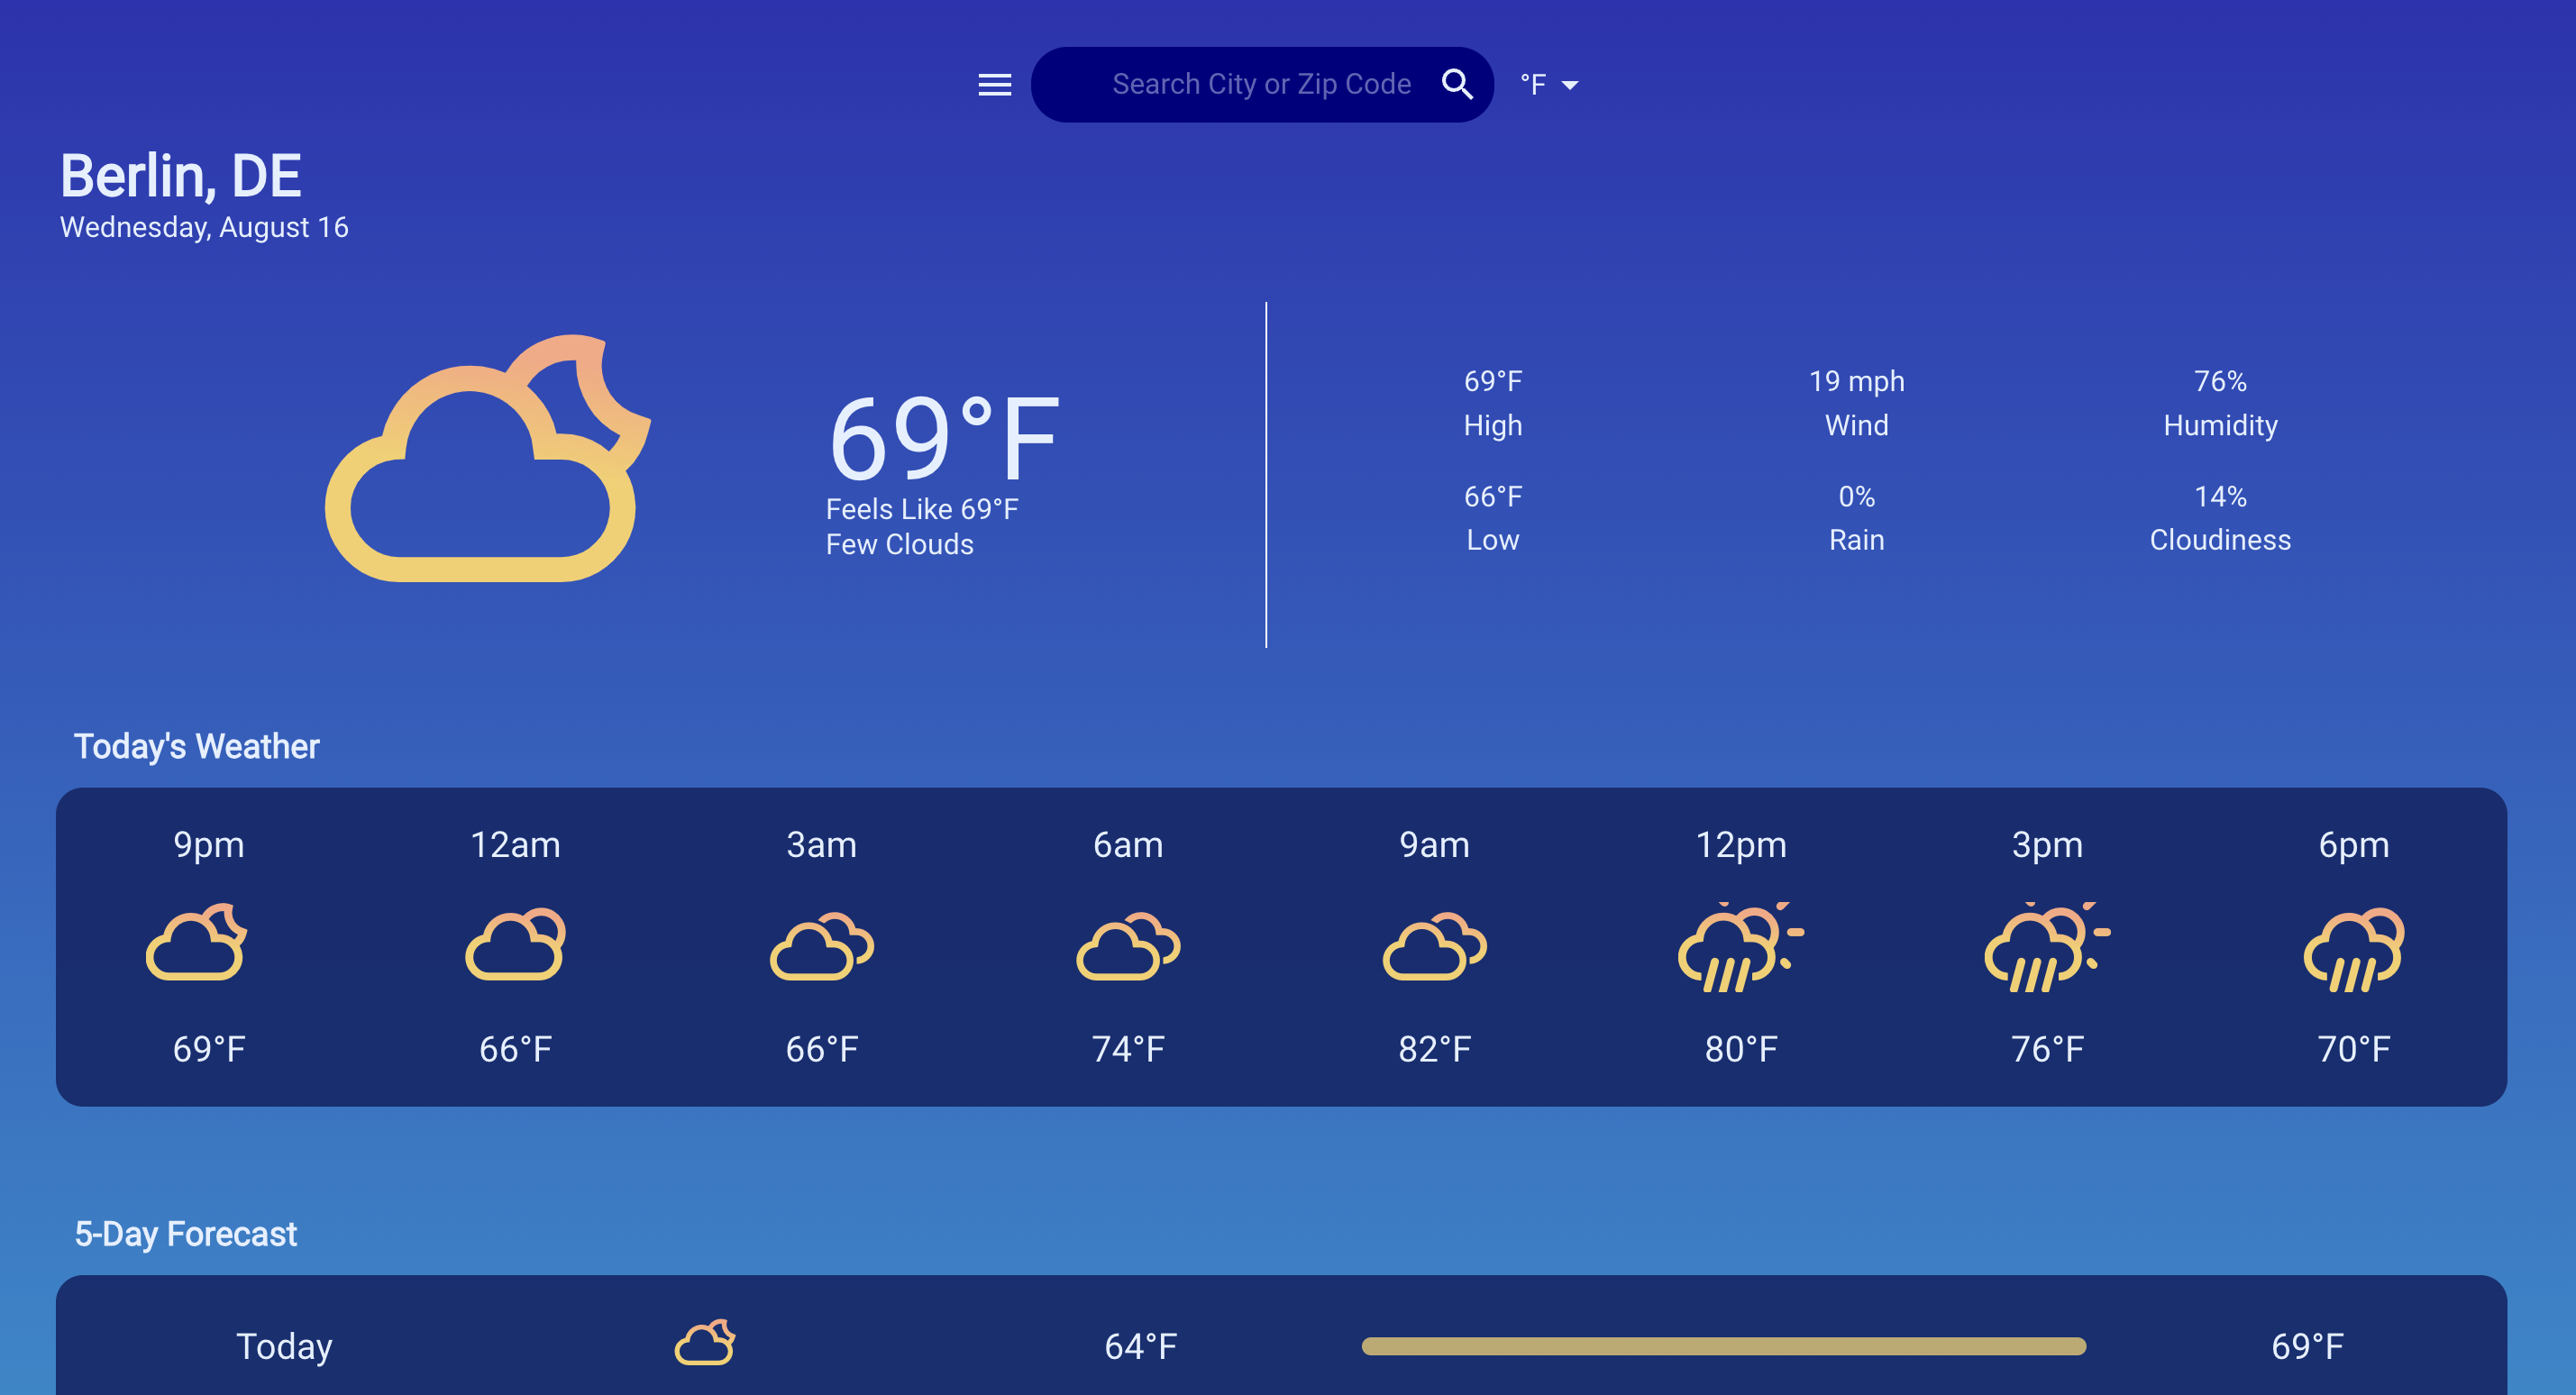 Search City or Zip Code
°F
Berlin, DE
Wednesday, August 16
69°F
Feels Like 69°F
Few Clouds
69°F
High
19 mph
Wind
76%
Humidity
66°F
Low
0%
Rain
14%
Cloudiness
Today's Weather
9pm 12am 3am 6am 9am 12pm 3pm 6pm
69°F 66°F 66°F 74°F 82°F 80°F 76°F 70°F
5-Day Forecast
Today 64°F 69°F